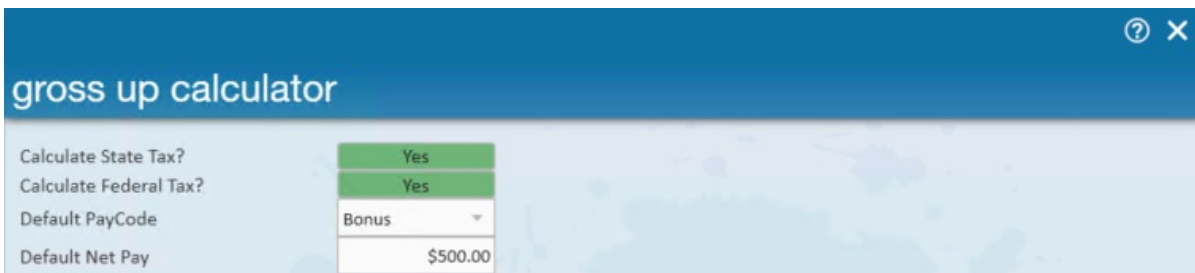 gross up calculator
Calculate State Tax? Yes
Calculate Federal Tax? Yes
Default PayCode Bonus
Default Net Pay $500.00